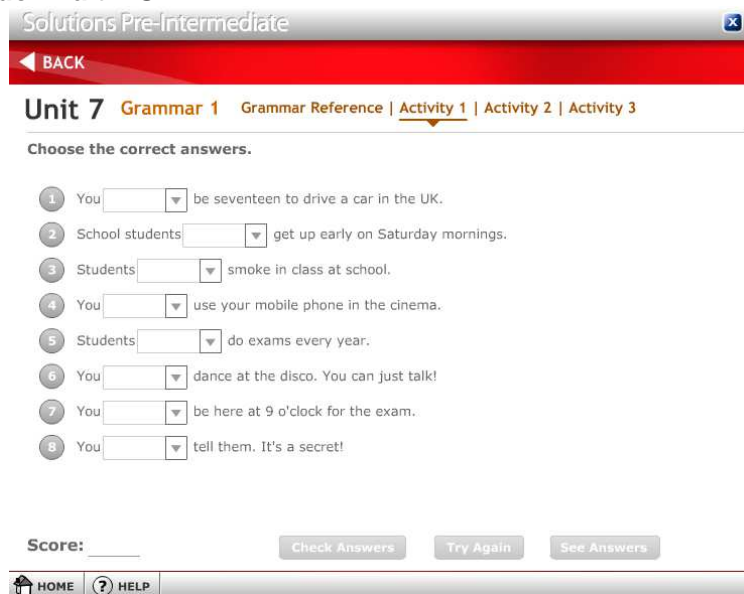 Solutions Pre-Intermediate
x
BACK
Unit 7 Grammar 1 Grammar Reference | Activity 1 | Activity 2 | Activity 3
Choose the correct answers.
1 You be seventeen to drive a car in the UK.
2 School students get up early on Saturday mornings.
3 Students smoke in class at school.
4 You use your mobile phone in the cinema.
5 Students do exams every year.
6 You dance at the disco. You can just talk!
7 You be here at 9 o'clock for the exam.
8 You tell them. It's a secret!
Score: Check Answers Try Again See Answers
HOME ? HELP